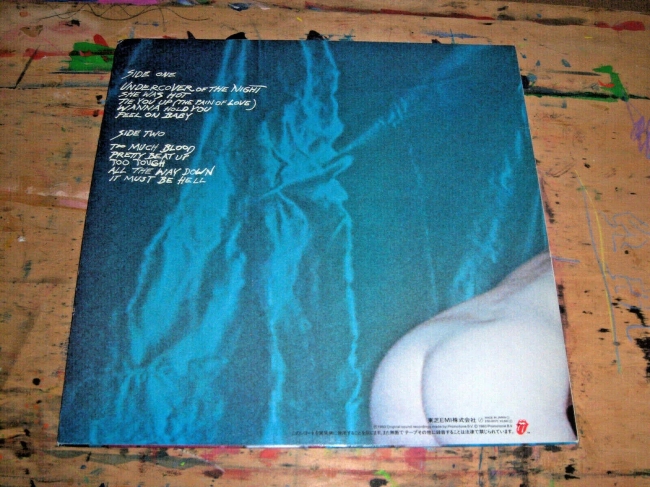 SIDE ONE
UNDERCOVER OF THE NIGHT
SHE WAS HOT
TIE YOU UP (THE PAIN OF LOVE)
WANNA HOLD YOU
FEEL ON BABY
SIDE TWO
TOO MUCH BLOOD
PRETTY BEAT UP
TOO TOUGH
ALL THE WAY DOWN
IT MUST BE HELL
東芝EMI株式会社